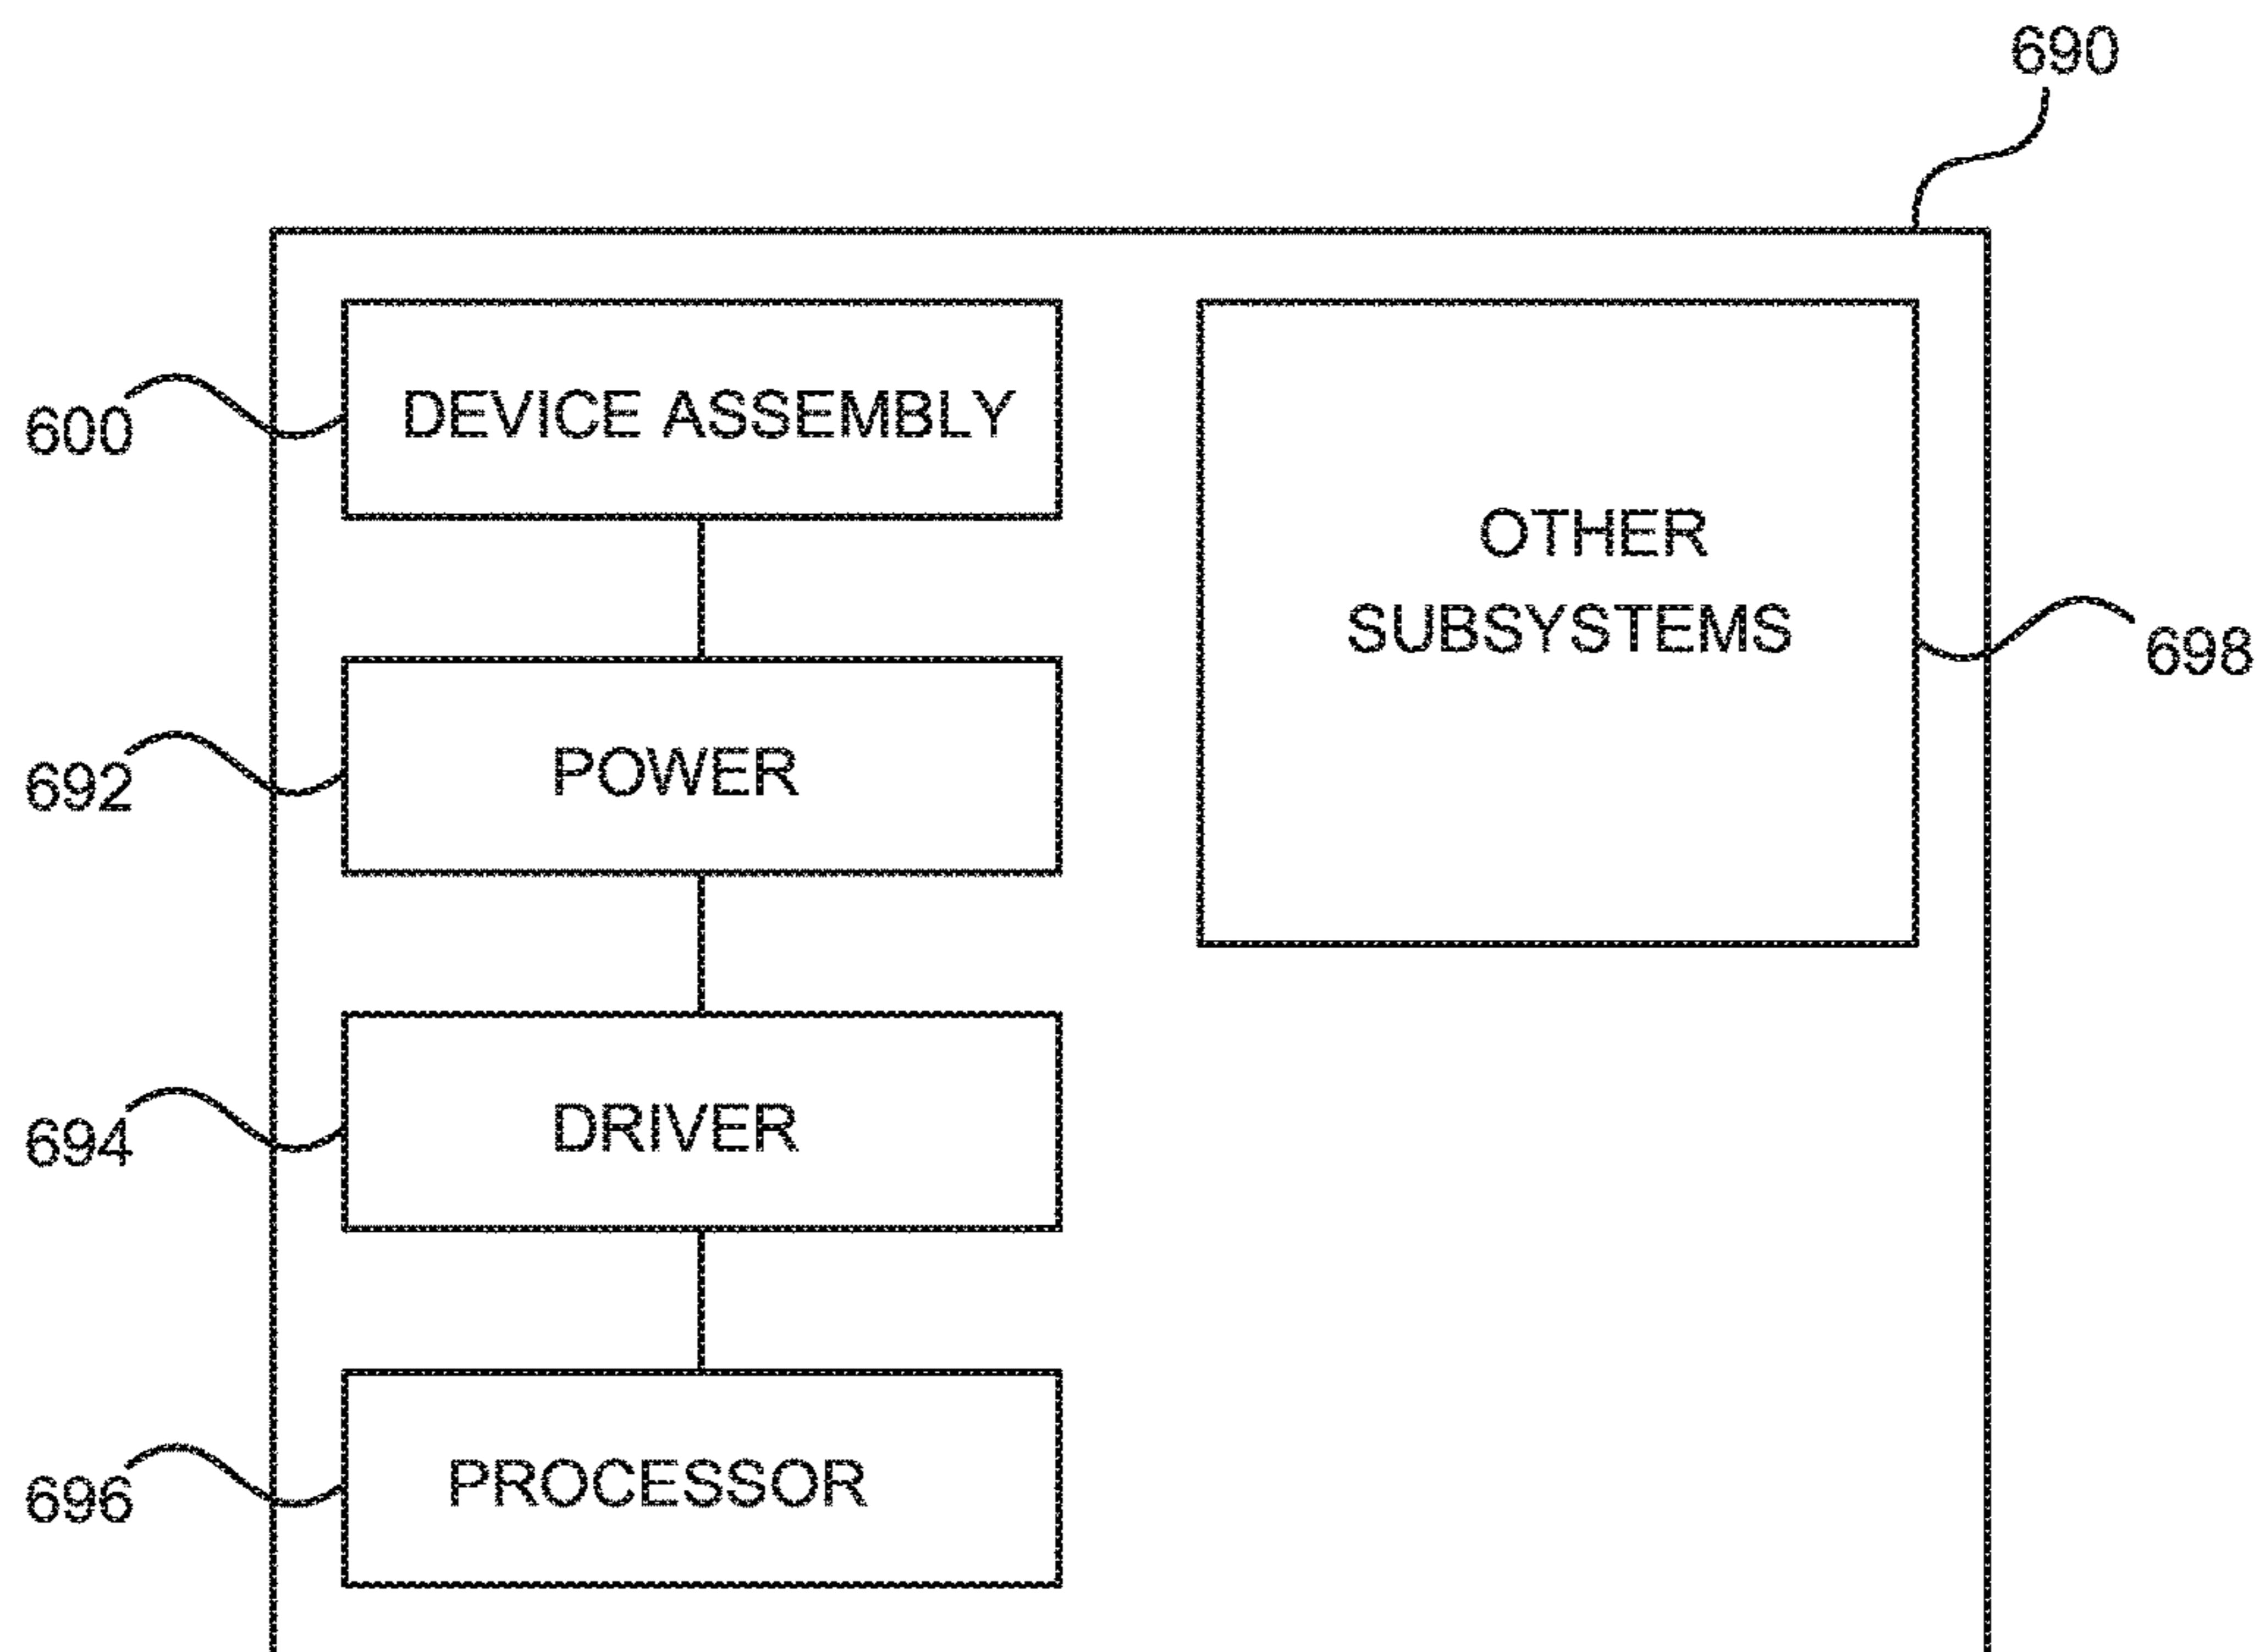 690
600
DEVICE ASSEMBLY
OTHER
SUBSYSTEMS
698
692
POWER
694
DRIVER
696
PROCESSOR